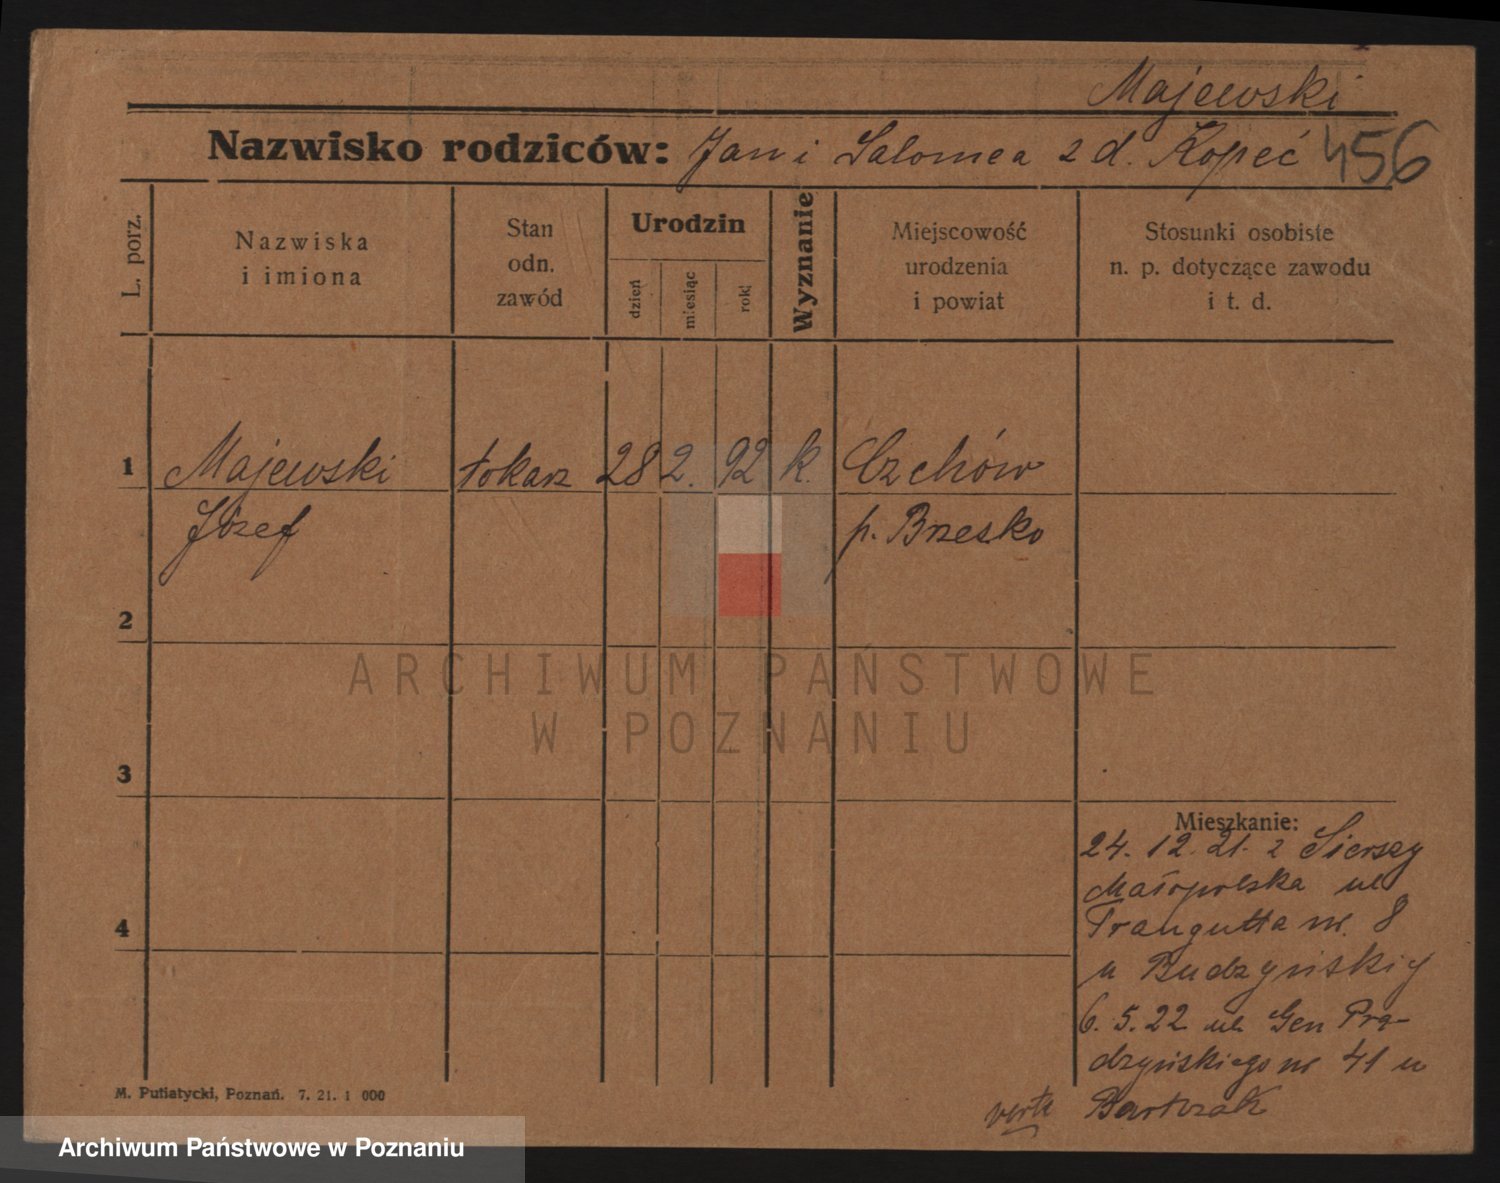 Majewski
Nazwisko rodziców: Jan i Salomea z d. Kopeć 456
L. porz.
Nazwiska
i imiona
Stan
odn.
zawód
Urodzin
dzień
miesiąc
rok
Wyznanie
Miejscowość
urodzenia
i powiat
Stosunki osobiste
n. p. dotyczące zawodu
i t. d.
1 Majewski tokarz 28 2. 92 k. Czchów
Józef p. Brzesko
2
ARCHIWUM PAŃSTWOWE
W POZNANIU
3
Mieszkanie:
24. 12. 21. z Sierszy
Małopolska ul
4
Traugutta nr. 8
u Budzyńskiej
6. 5. 22 ul. Gen Prą-
dzyńskiego nr 41 u
Bartczak
verte
M. Putiatycki, Poznań. 7. 21. 1 000
Archiwum Państwowe w Poznaniu